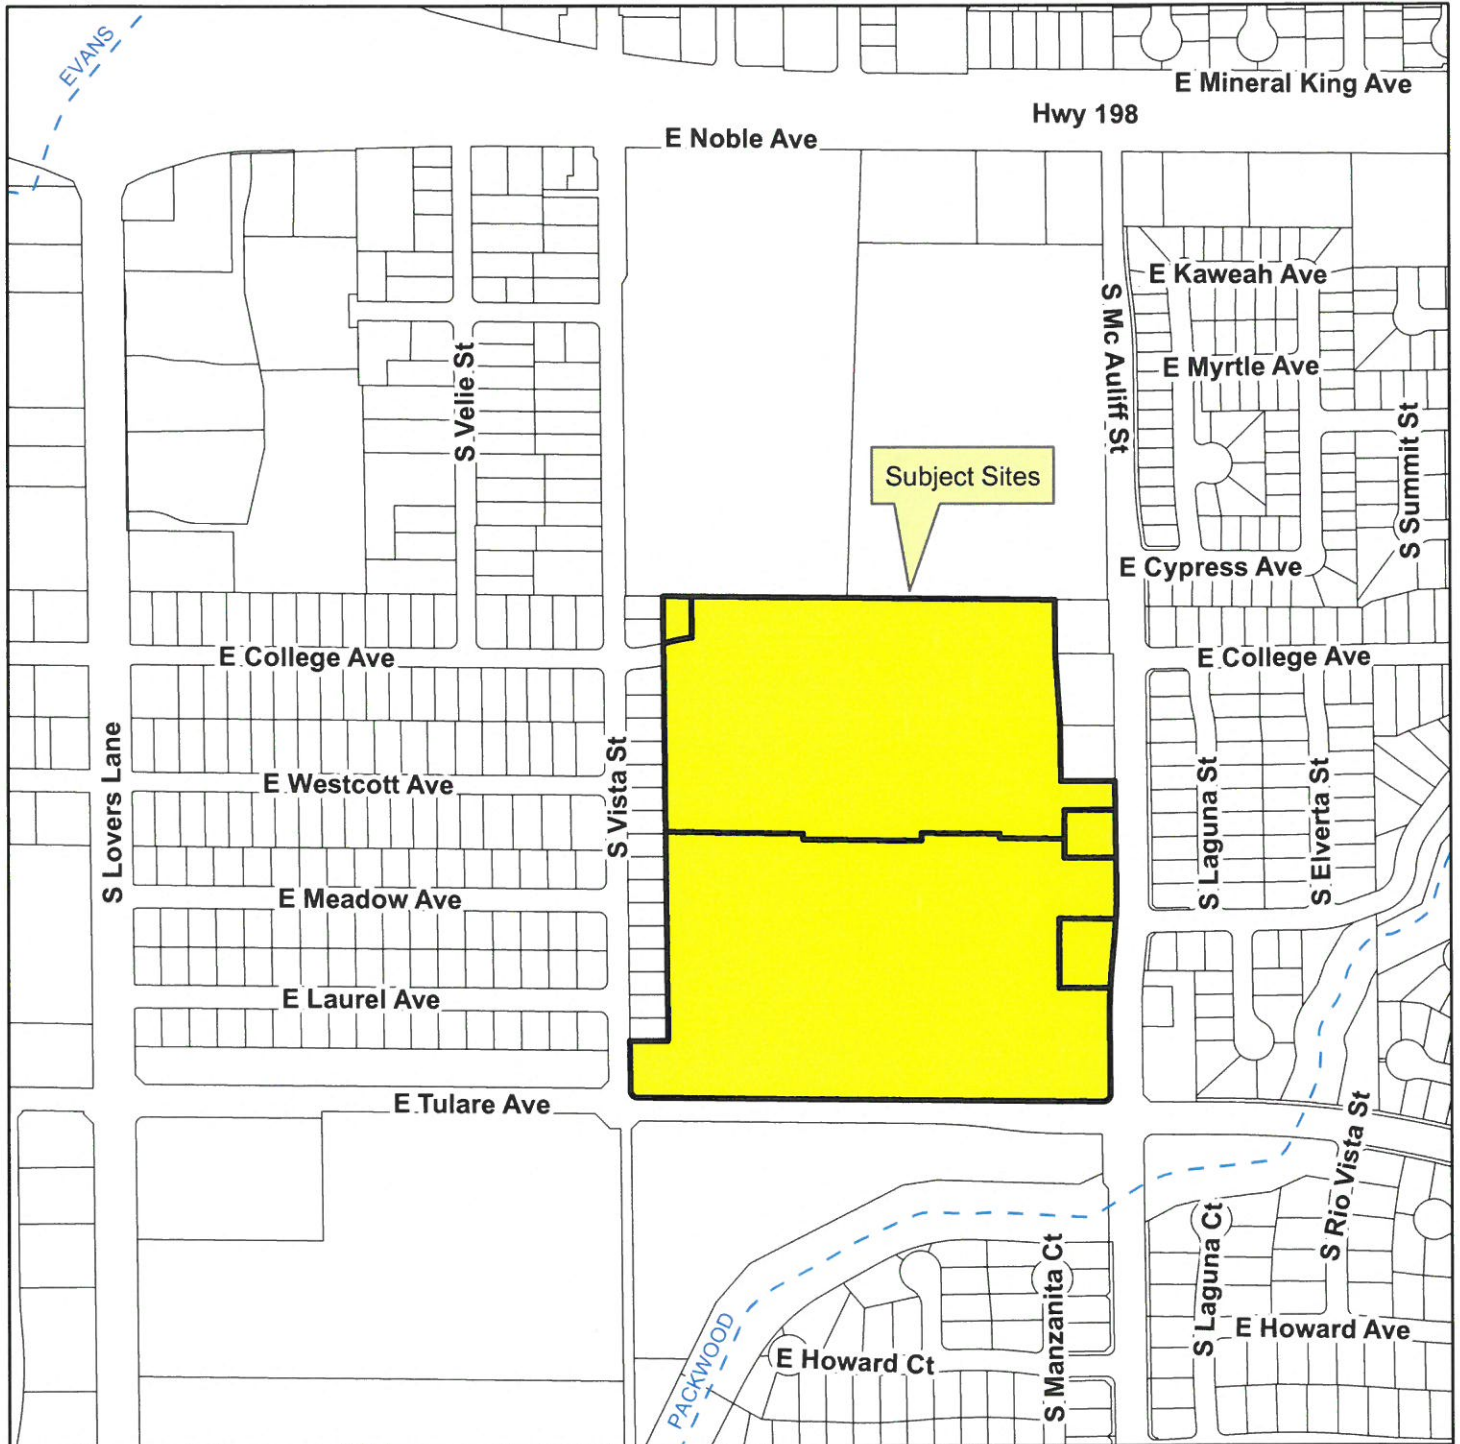 EVANS
E Mineral King Ave
Hwy 198
E Noble Ave
E Kaweah Ave
S Mc Auliff St
S Velie St
E Myrtle Ave
S Summit St
Subject Sites
E Cypress Ave
E College Ave
E College Ave
S Lovers Lane
E Westcott Ave
S Vista St
S Laguna St
S Elverta St
E Meadow Ave
E Laurel Ave
E Tulare Ave
S Rio Vista St
S Laguna Ct
S Manzanita Ct
PACKWOOD
E Howard Ct
E Howard Ave